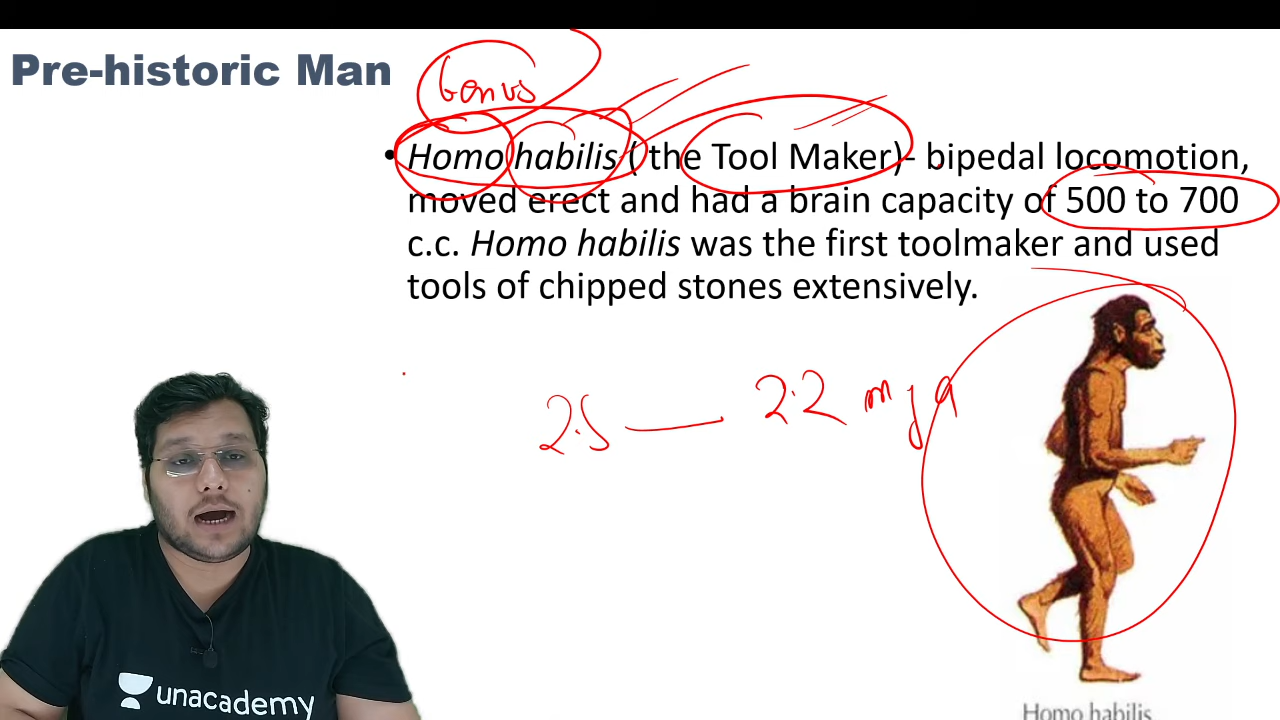 Pre-historic Man
Genus
• Homo habilis ( the Tool Maker)- bipedal locomotion,
moved erect and had a brain capacity of 500 to 700
c.c. Homo habilis was the first toolmaker and used
tools of chipped stones extensively.
2.5 — 2.2 mya
unacademy
Homo habilis